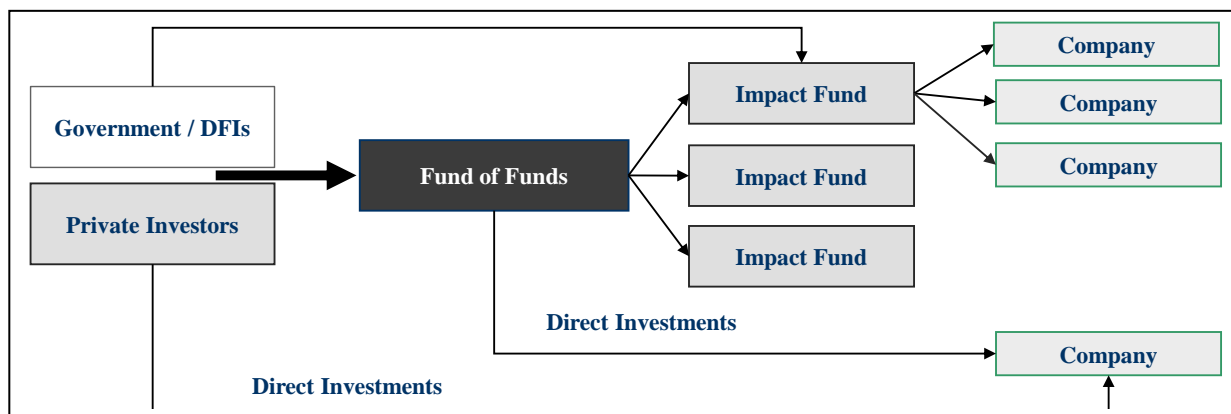 Company
Impact Fund
Company
Government / DFIs
Company
Fund of Funds
Impact Fund
Private Investors
Impact Fund
Direct Investments
Company
Direct Investments